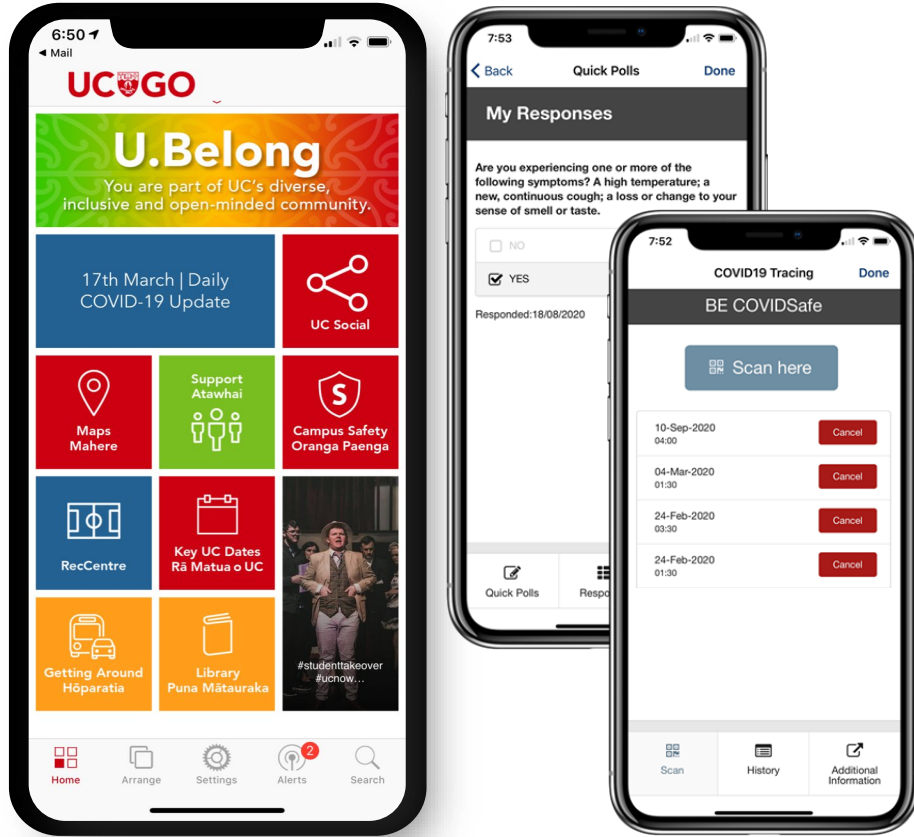 6:50
Mail
UC GO
U.Belong
You are part of UC's diverse,
inclusive and open-minded community.
17th March | Daily
COVID-19 Update
UC Social
Maps
Mahere
Support
Atawhai
S
Campus Safety
Oranga Paenga
RecCentre
Key UC Dates
Rā Matua o UC
#studenttakeover
#ucnow...
Getting Around
Hōparatia
Library
Puna Mātauraka
Home
Arrange
Settings
2
Alerts
Search
7:53
Back
Quick Polls
Done
My Responses
Are you experiencing one or more of the
following symptoms? A high temperature; a
new, continuous cough; a loss or change to your
sense of smell or taste.
NO
YES
Responded:18/08/2020
Quick Polls
Respo
7:52
COVID19 Tracing
Done
BE COVIDSafe
Scan here
10-Sep-2020
04:00
Cancel
04-Mar-2020
01:30
Cancel
24-Feb-2020
03:30
Cancel
24-Feb-2020
01:30
Cancel
Scan
History
Additional
Information